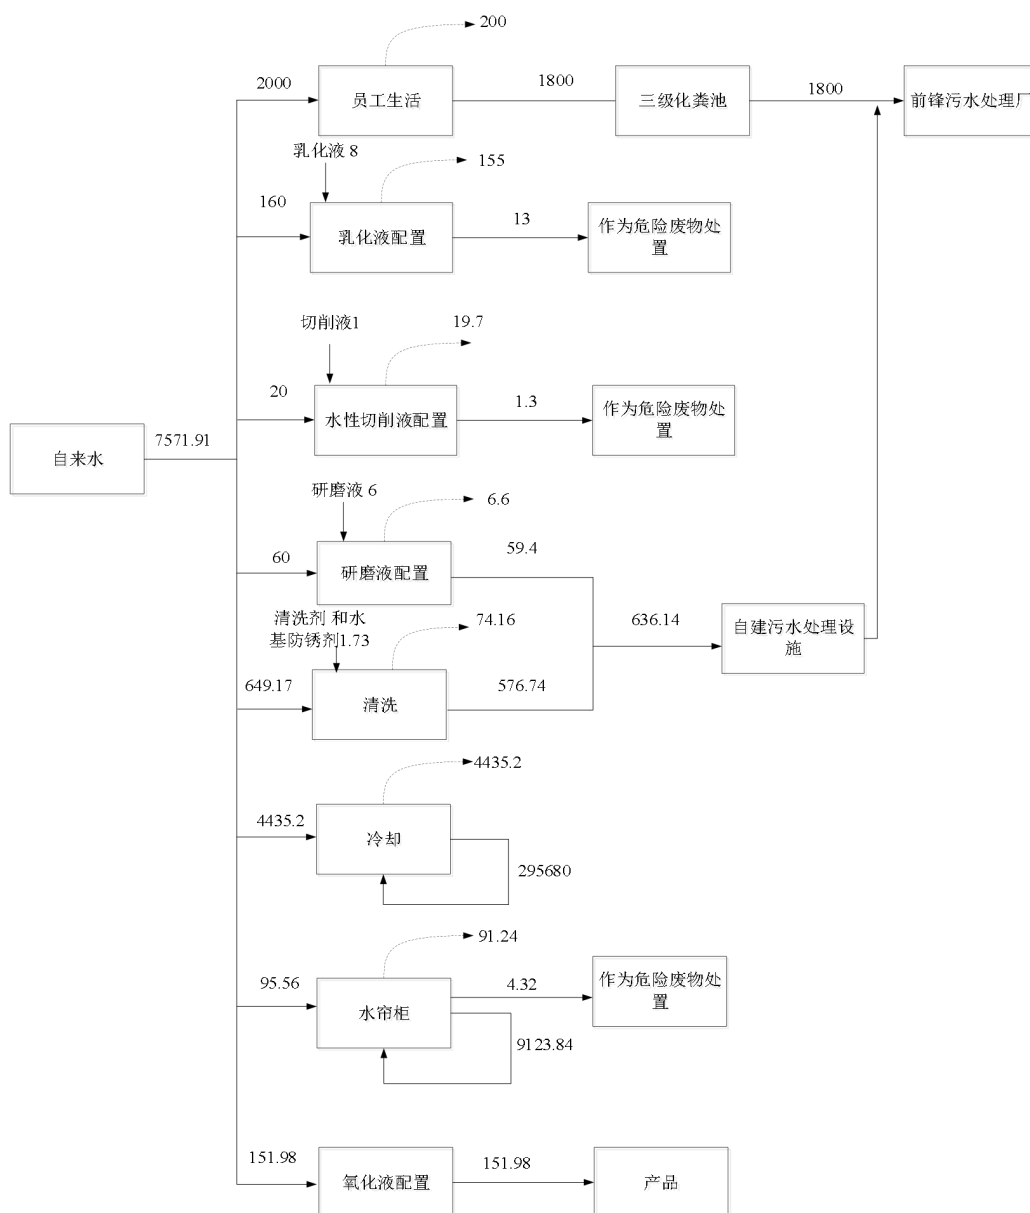 200
2000
员工生活
1800
三级化粪池
1800
前锋污水处理厂
乳化液 8
155
160
乳化液配置
13
作为危险废物处
置
切削液1
19.7
20
水性切削液配置
1.3
作为危险废物处
置
自来水
7571.91
研磨液 6
6.6
60
研磨液配置
59.4
清洗剂 和水
基防锈剂1.73
74.16
636.14
自建污水处理设
施
649.17
清洗
576.74
4435.2
4435.2
冷却
295680
91.24
95.56
水帘柜
4.32
作为危险废物处
置
9123.84
151.98
氧化液配置
151.98
产品